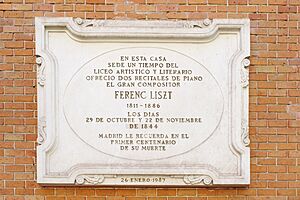 EN ESTA CASA
SEDE UN TIEMPO DEL
LICEO ARTISTICO Y LITERARIO
OFRECIO DOS RECITALES DE PIANO
EL GRAN COMPOSITOR
FERENC LISZT
1811-1886
LOS DIAS
29 DE OCTUBRE Y 22 DE NOVIEMBRE
DE 1844
MADRID LE RECUERDA EN EL
PRIMER CENTENARIO
DE SU MUERTE
26-ENERO-1987